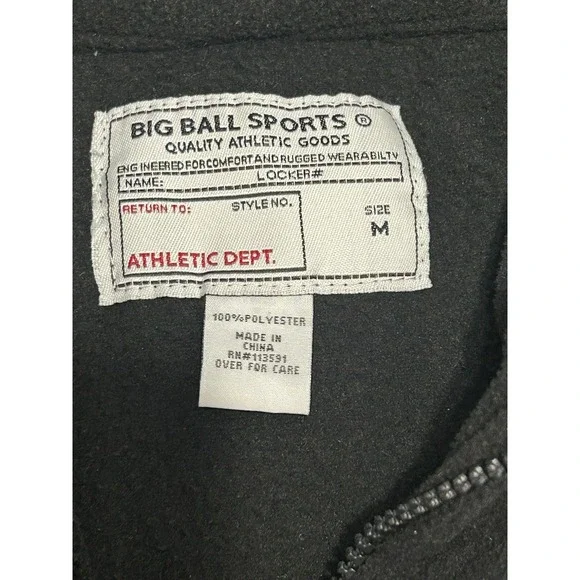 BIG BALL SPORTS ®
QUALITY ATHLETIC GOODS
ENGINEERED FOR COMFORT AND RUGGED WEARABILTY
NAME: LOCKER#
RETURN TO: STYLE NO. SIZE
M
ATHLETIC DEPT.
100% POLYESTER
MADE IN
CHINA
RN#113591
OVER FOR CARE